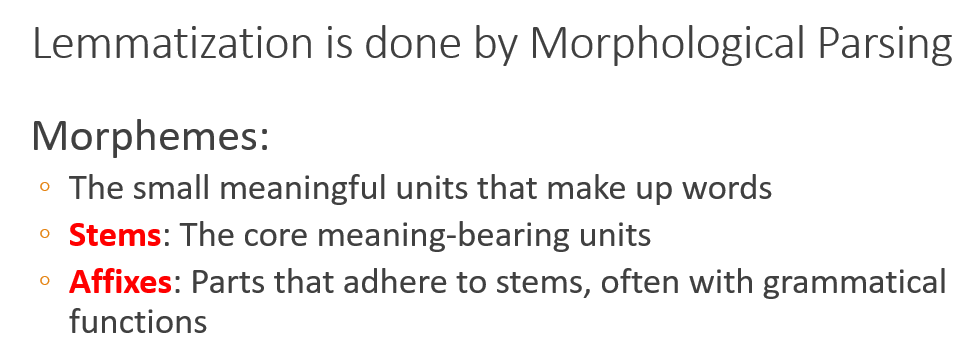 Lemmatization is done by Morphological Parsing
Morphemes:
◦ The small meaningful units that make up words
◦ Stems: The core meaning-bearing units
◦ Affixes: Parts that adhere to stems, often with grammatical
functions